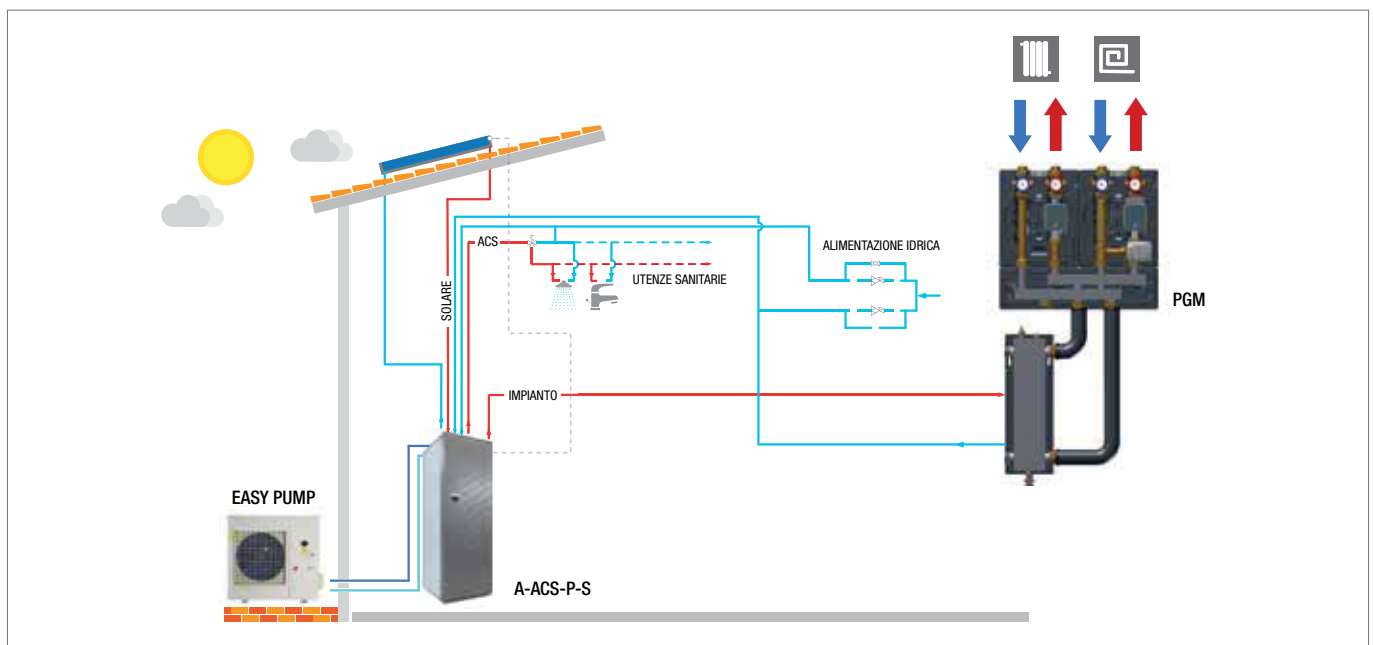 ACS
ALIMENTAZIONE IDRICA
UTENZE SANITARIE
SOLARE
PGM
IMPIANTO
EASY PUMP
A-ACS-P-S